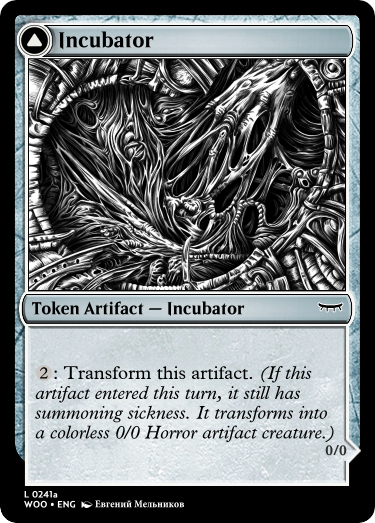 Incubator
Token Artifact — Incubator
2 : Transform this artifact. (If this
artifact entered this turn, it still has
summoning sickness. It transforms into
a colorless 0/0 Horror artifact creature.)
0/0
L 0241a
WOO • ENG Евгений Мельников